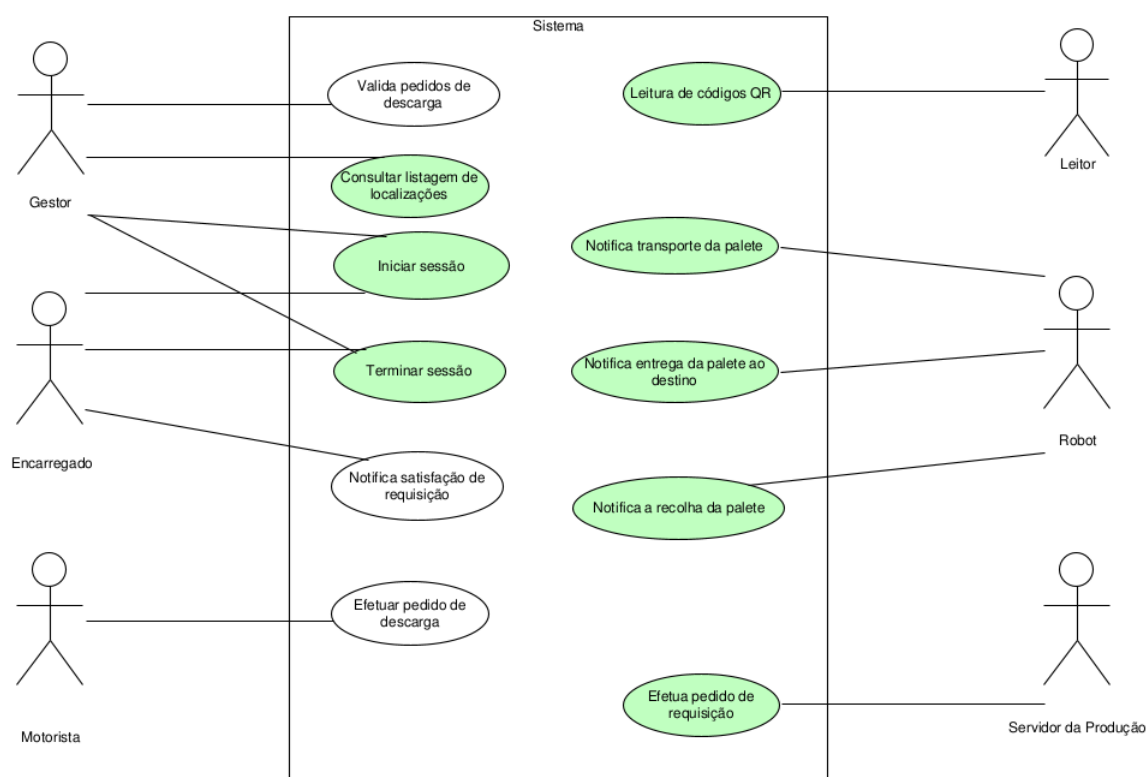 Sistema
Valida pedidos de
descarga
Leitura de códigos QR
Gestor
Leitor
Consultar listagem de
localizações
Iniciar sessão
Notifica transporte da palete
Terminar sessão
Notifica entrega da palete ao
destino
Encarregado
Robot
Notifica satisfação de
requisição
Notifica a recolha da palete
Efetuar pedido de
descarga
Efetua pedido de
requisição
Motorista
Servidor da Produção